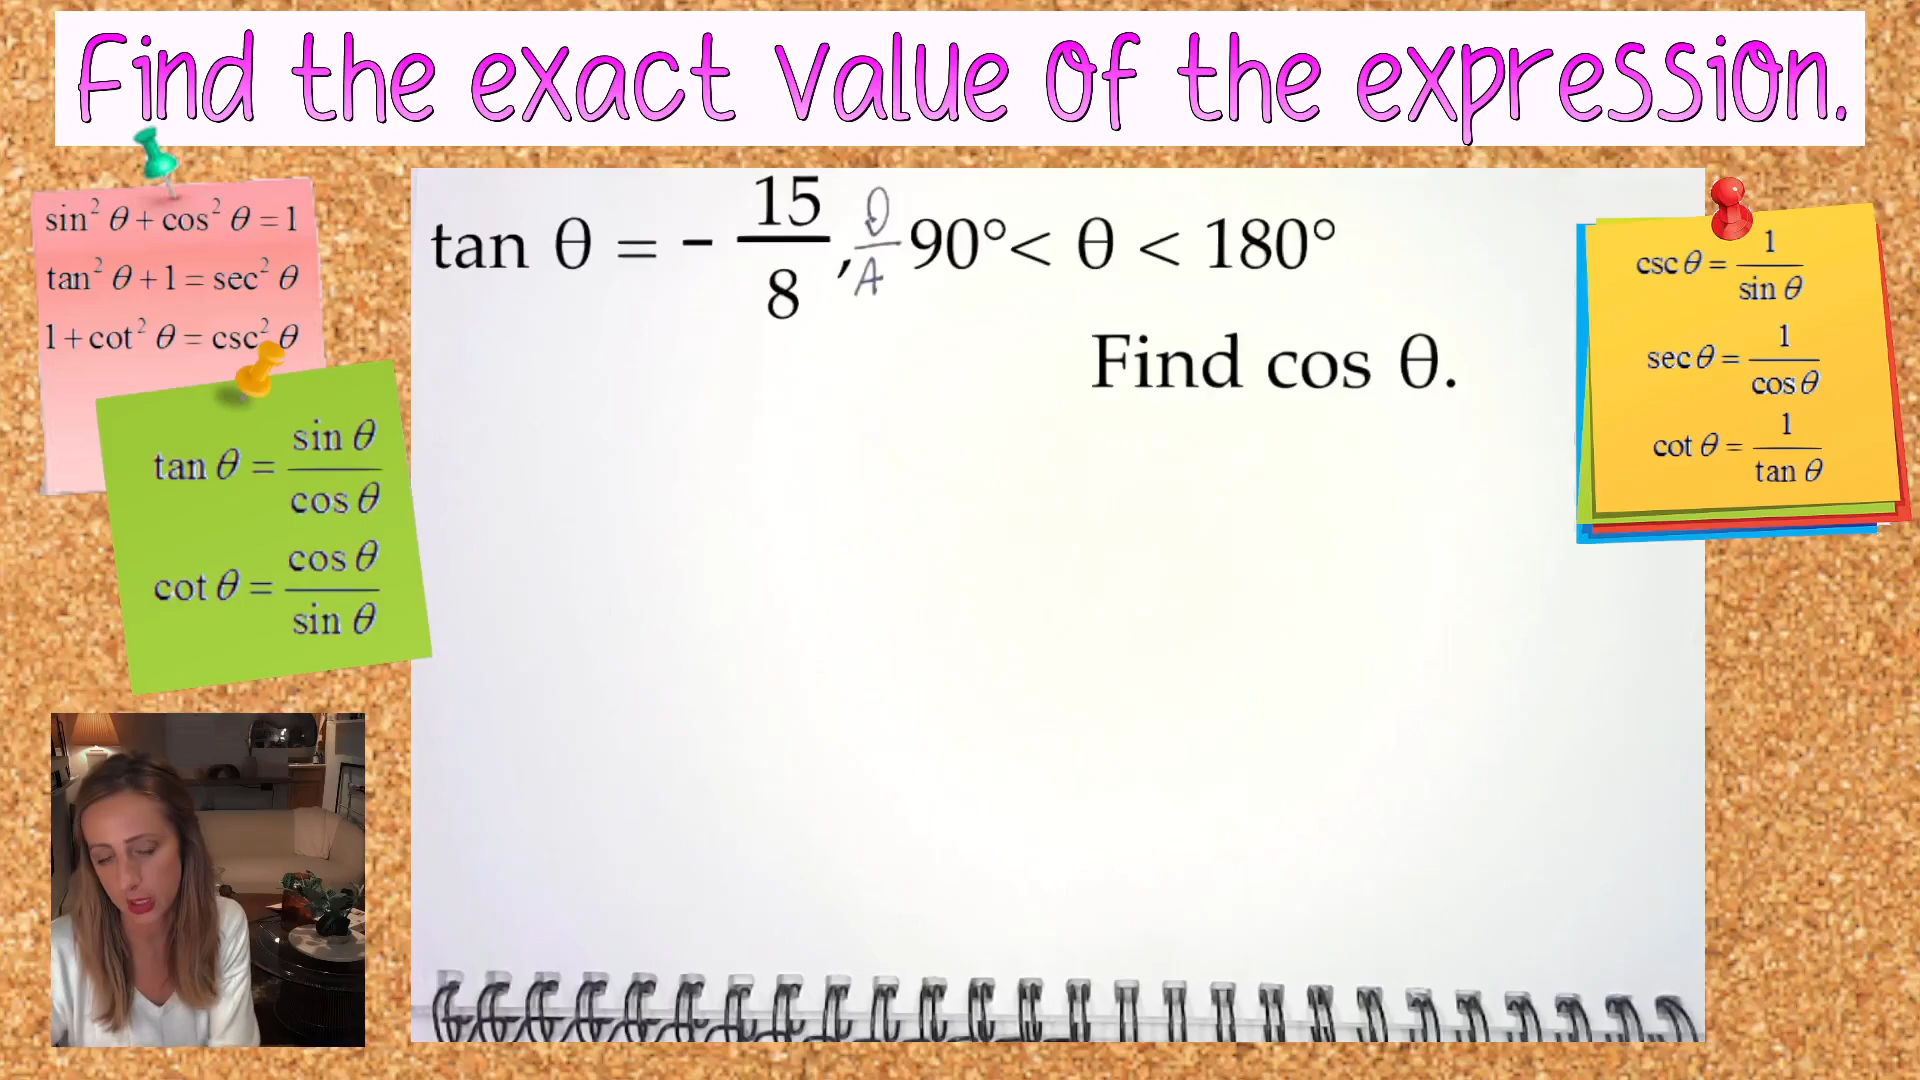 Find the exact value of the expression.
sin² θ + cos² θ = 1
tan² θ + 1 = sec² θ
1 + cot² θ = csc² θ
tan θ = sin θ / cos θ
cot θ = cos θ / sin θ
tan θ = - 15/8, O/A 90° < θ < 180°
Find cos θ.
csc θ = 1 / sin θ
sec θ = 1 / cos θ
cot θ = 1 / tan θ